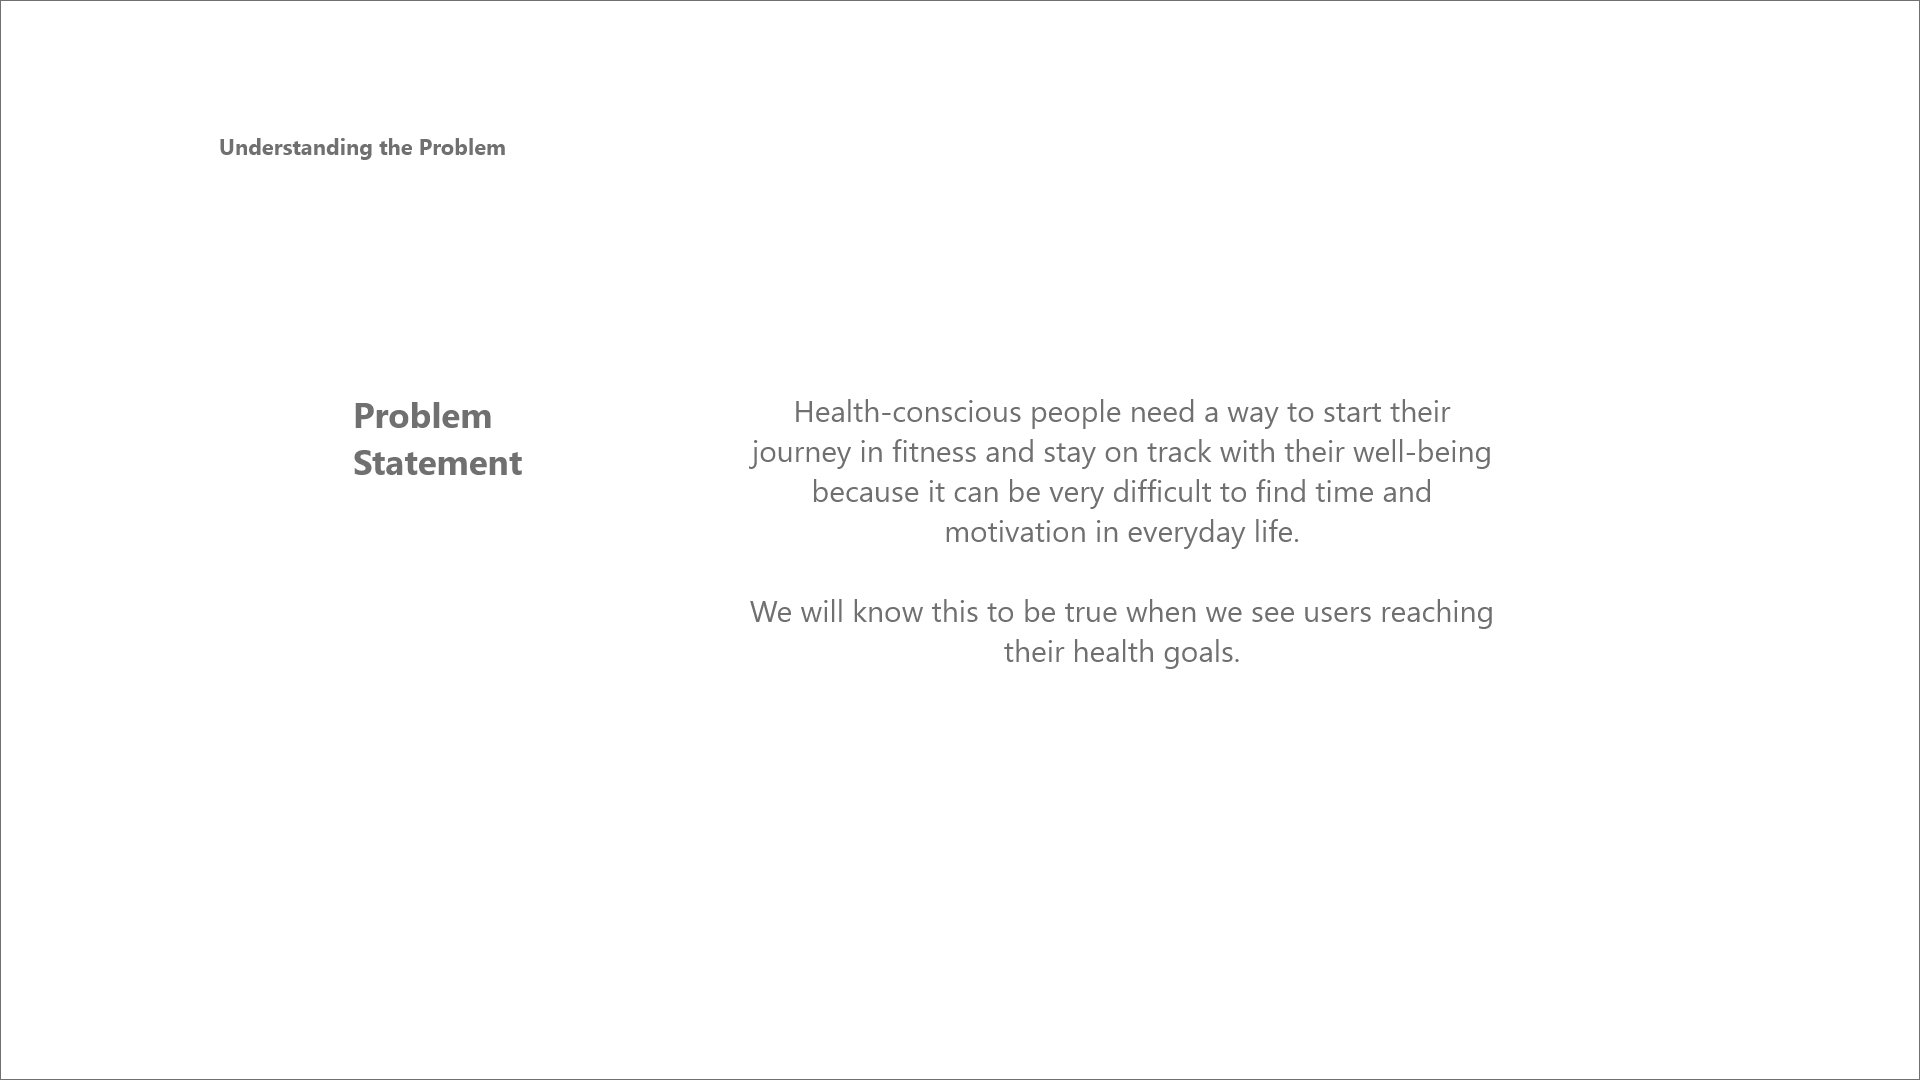 Understanding the Problem
Problem
Statement
Health-conscious people need a way to start their
journey in fitness and stay on track with their well-being
because it can be very difficult to find time and
motivation in everyday life.
We will know this to be true when we see users reaching
their health goals.